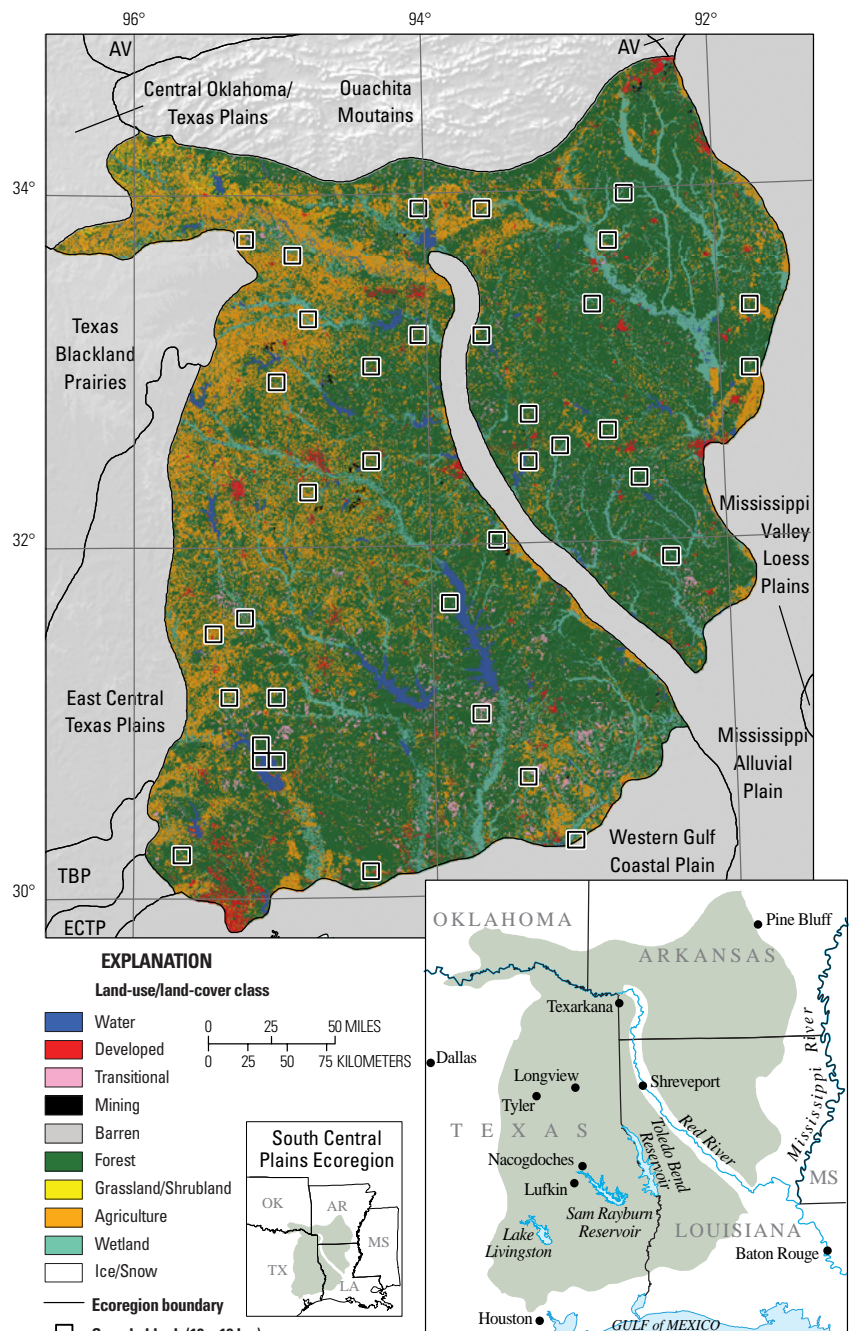 96°
94°
92°
AV
AV
Central Oklahoma/
Texas Plains
Ouachita
Moutains
34°
Texas
Blackland
Prairies
32°
Mississippi
Valley
Loess
Plains
East Central
Texas Plains
Mississippi
Alluvial
Plain
Western Gulf
Coastal Plain
TBP
30°
ECTP
EXPLANATION
Land-use/land-cover class
Water
Developed
Transitional
Mining
Barren
Forest
Grassland/Shrubland
Agriculture
Wetland
Ice/Snow
Ecoregion boundary
0 25 50 MILES
0 25 50 75 KILOMETERS
South Central
Plains Ecoregion
OK
AR
MS
TX
LA
OKLAHOMA
Pine Bluff
ARKANSAS
Texarkana
Mississippi River
Dallas
Longview
Shreveport
Tyler
TEXAS
Red River
Toledo Bend
Reservoir
Nacogdoches
Lufkin
MS
Sam Rayburn
Reservoir
LOUISIANA
Lake
Livingston
Baton Rouge
Houston
GULF of MEXICO